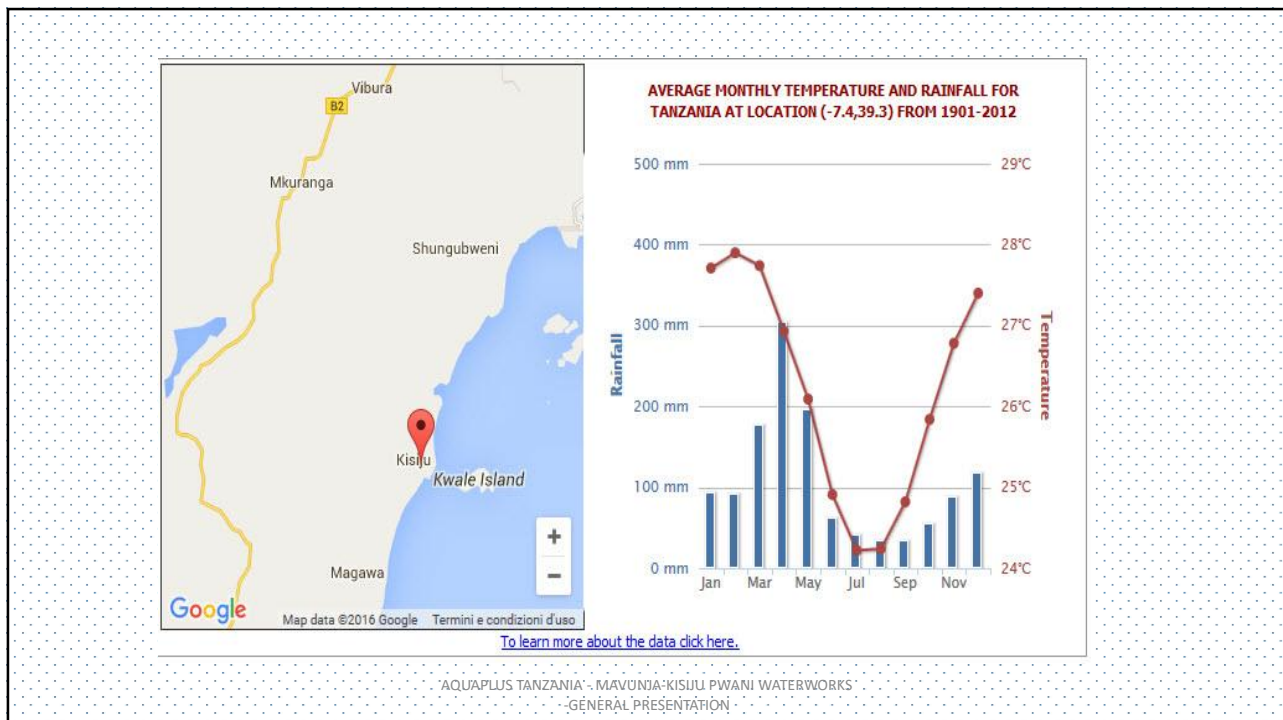 Vibura
B2
Mkuranga
Shungubweni
Kisiju
Kwale Island
Magawa
+
−
Google
Map data ©2016 Google Termini e condizioni d'uso
AVERAGE MONTHLY TEMPERATURE AND RAINFALL FOR
TANZANIA AT LOCATION (-7.4,39.3) FROM 1901-2012
500 mm
400 mm
300 mm
200 mm
100 mm
0 mm
Rainfall
29°C
28°C
27°C
26°C
25°C
24°C
Temperature
Jan Mar May Jul Sep Nov
To learn more about the data click here.
AQUAPLUS TANZANIA - MAVUNJA-KISIJU PWANI WATERWORKS
-GENERAL PRESENTATION